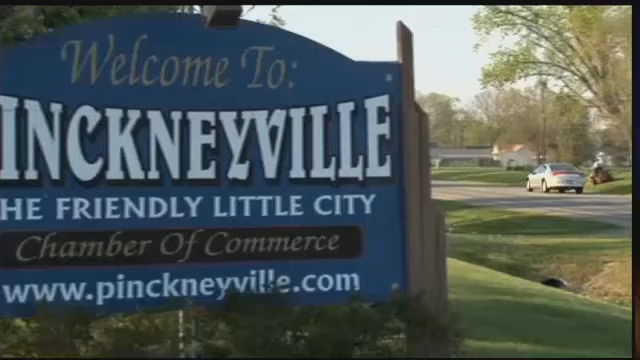 Welcome To:
INCKNEYVILLE
HE FRIENDLY LITTLE CITY
Chamber Of Commerce
www.pinckneyville.com